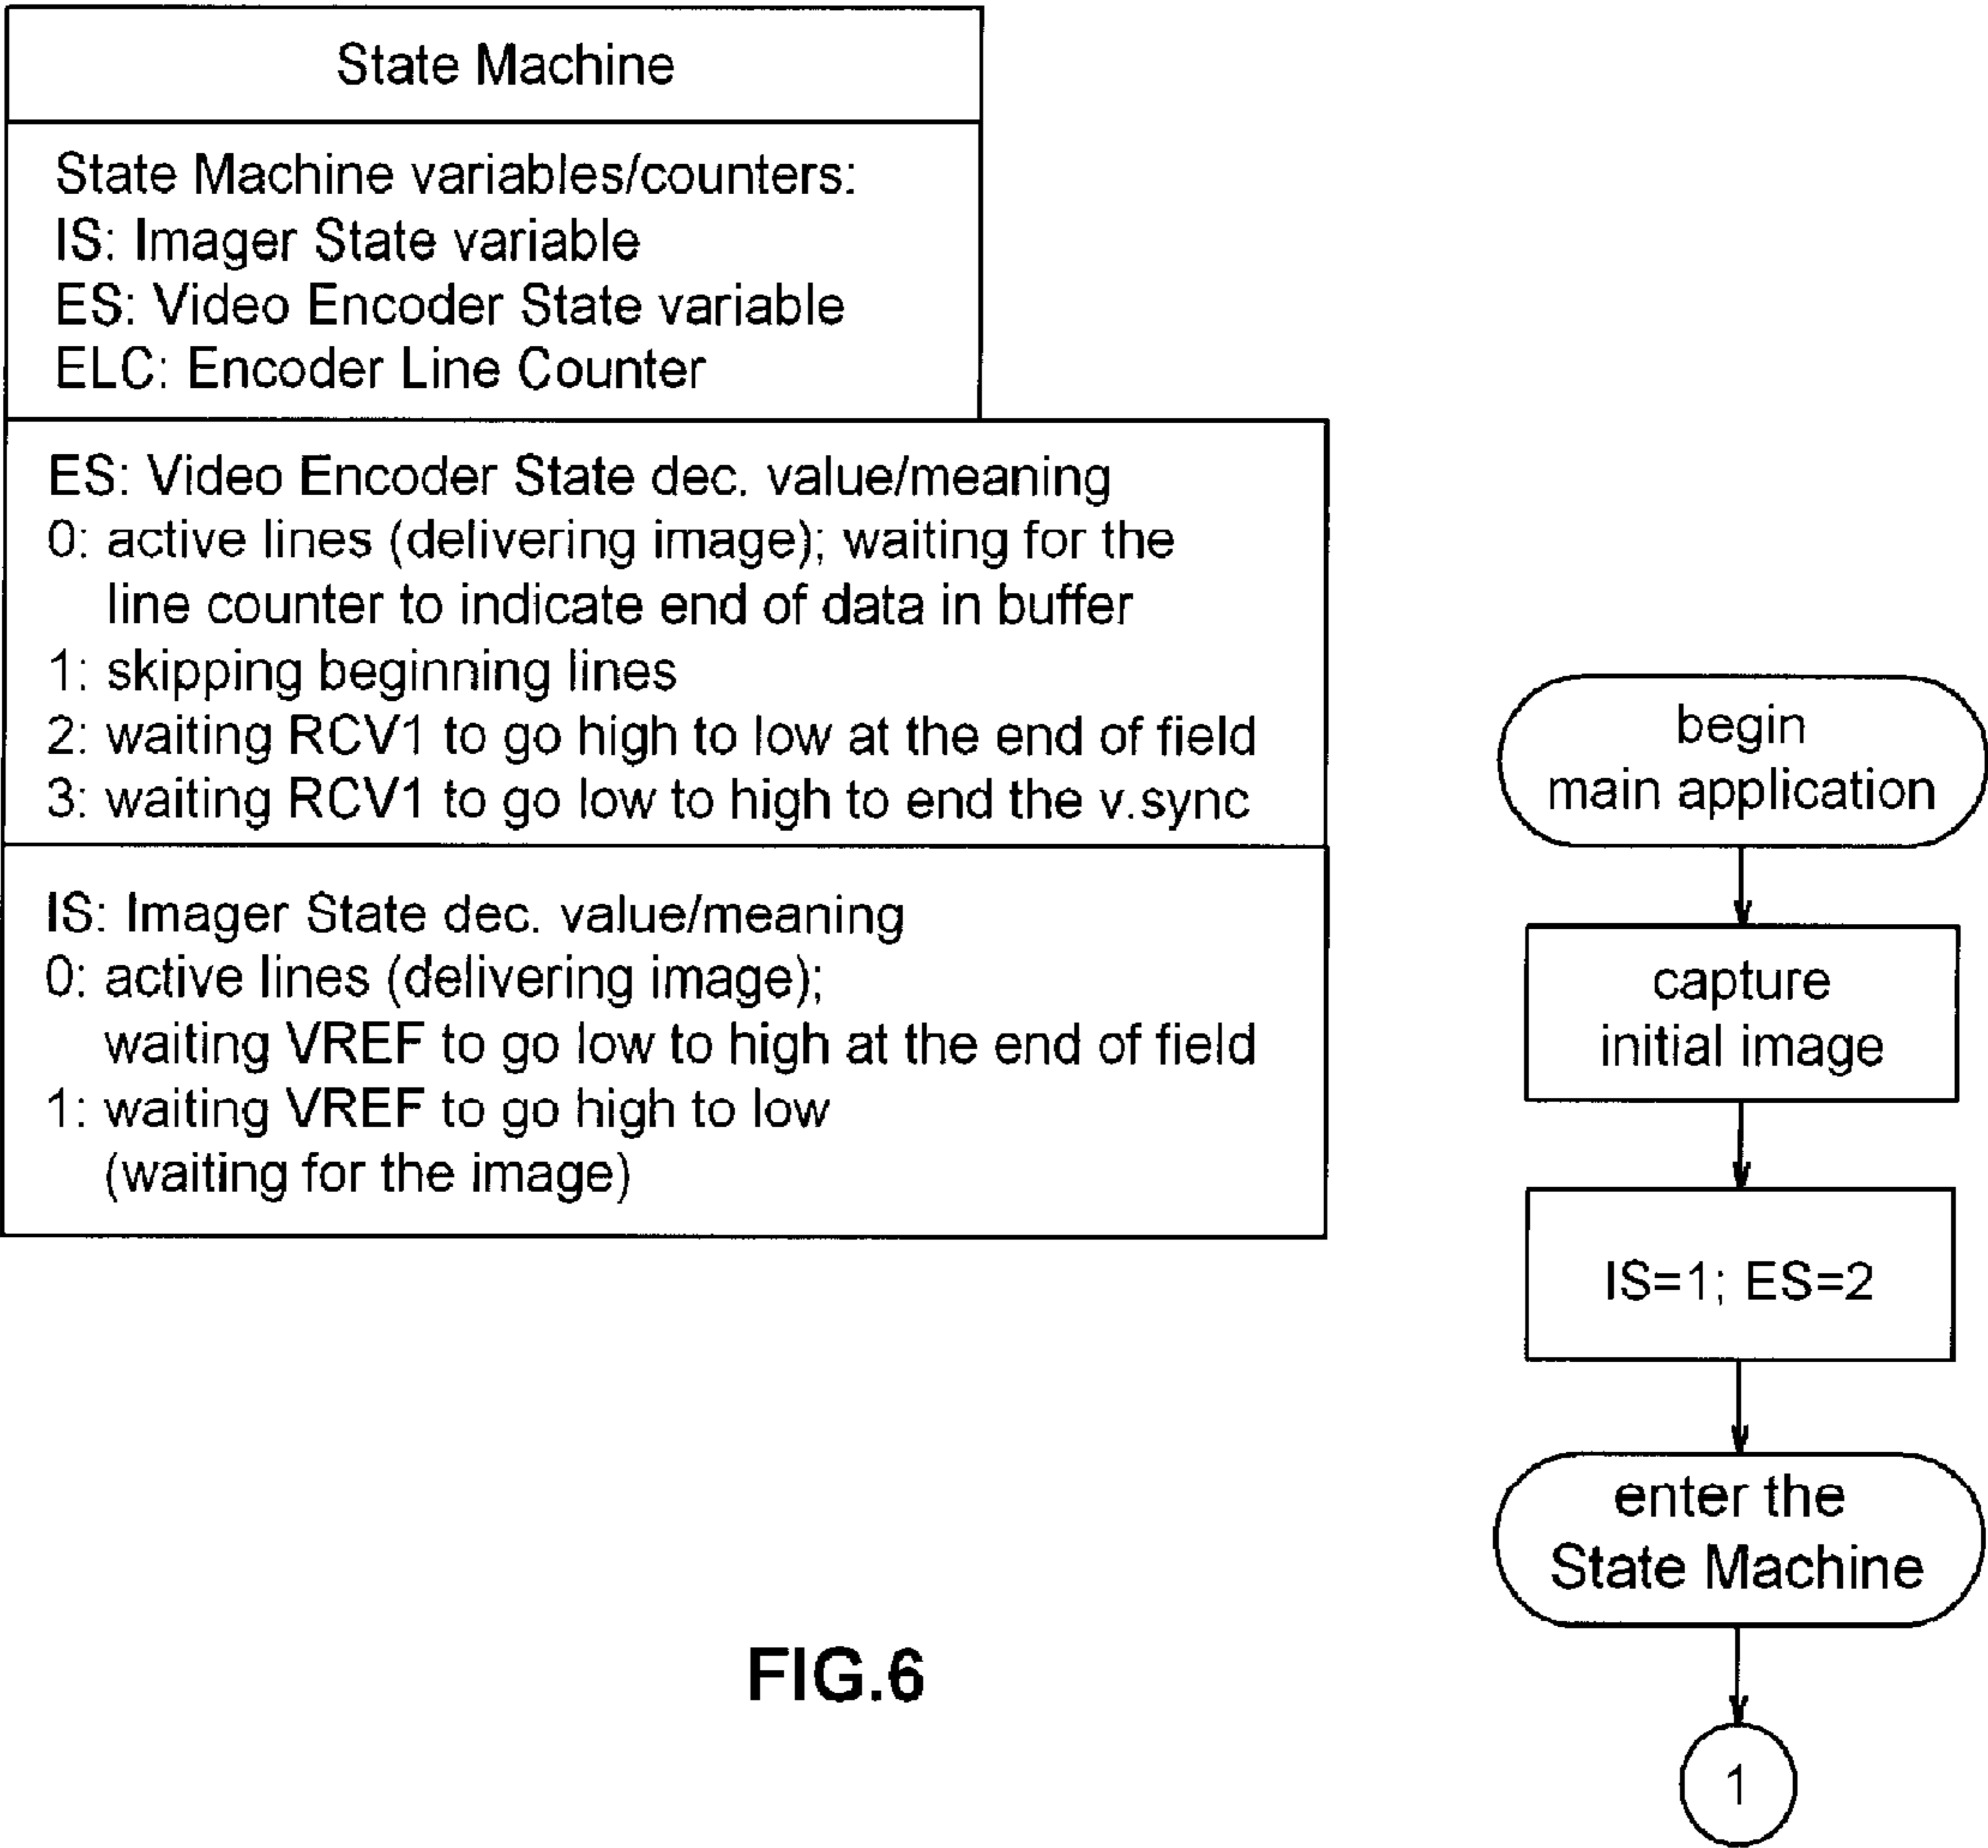 State Machine
State Machine variables/counters:
IS: Imager State variable
ES: Video Encoder State variable
ELC: Encoder Line Counter
ES: Video Encoder State dec. value/meaning
0: active lines (delivering image); waiting for the
line counter to indicate end of data in buffer
1: skipping beginning lines
2: waiting RCV1 to go high to low at the end of field
3: waiting RCV1 to go low to high to end the v.sync
IS: Imager State dec. value/meaning
0: active lines (delivering image);
waiting VREF to go low to high at the end of field
1: waiting VREF to go high to low
(waiting for the image)
begin
main application
capture
initial image
IS=1; ES=2
enter the
State Machine
1
FIG.6